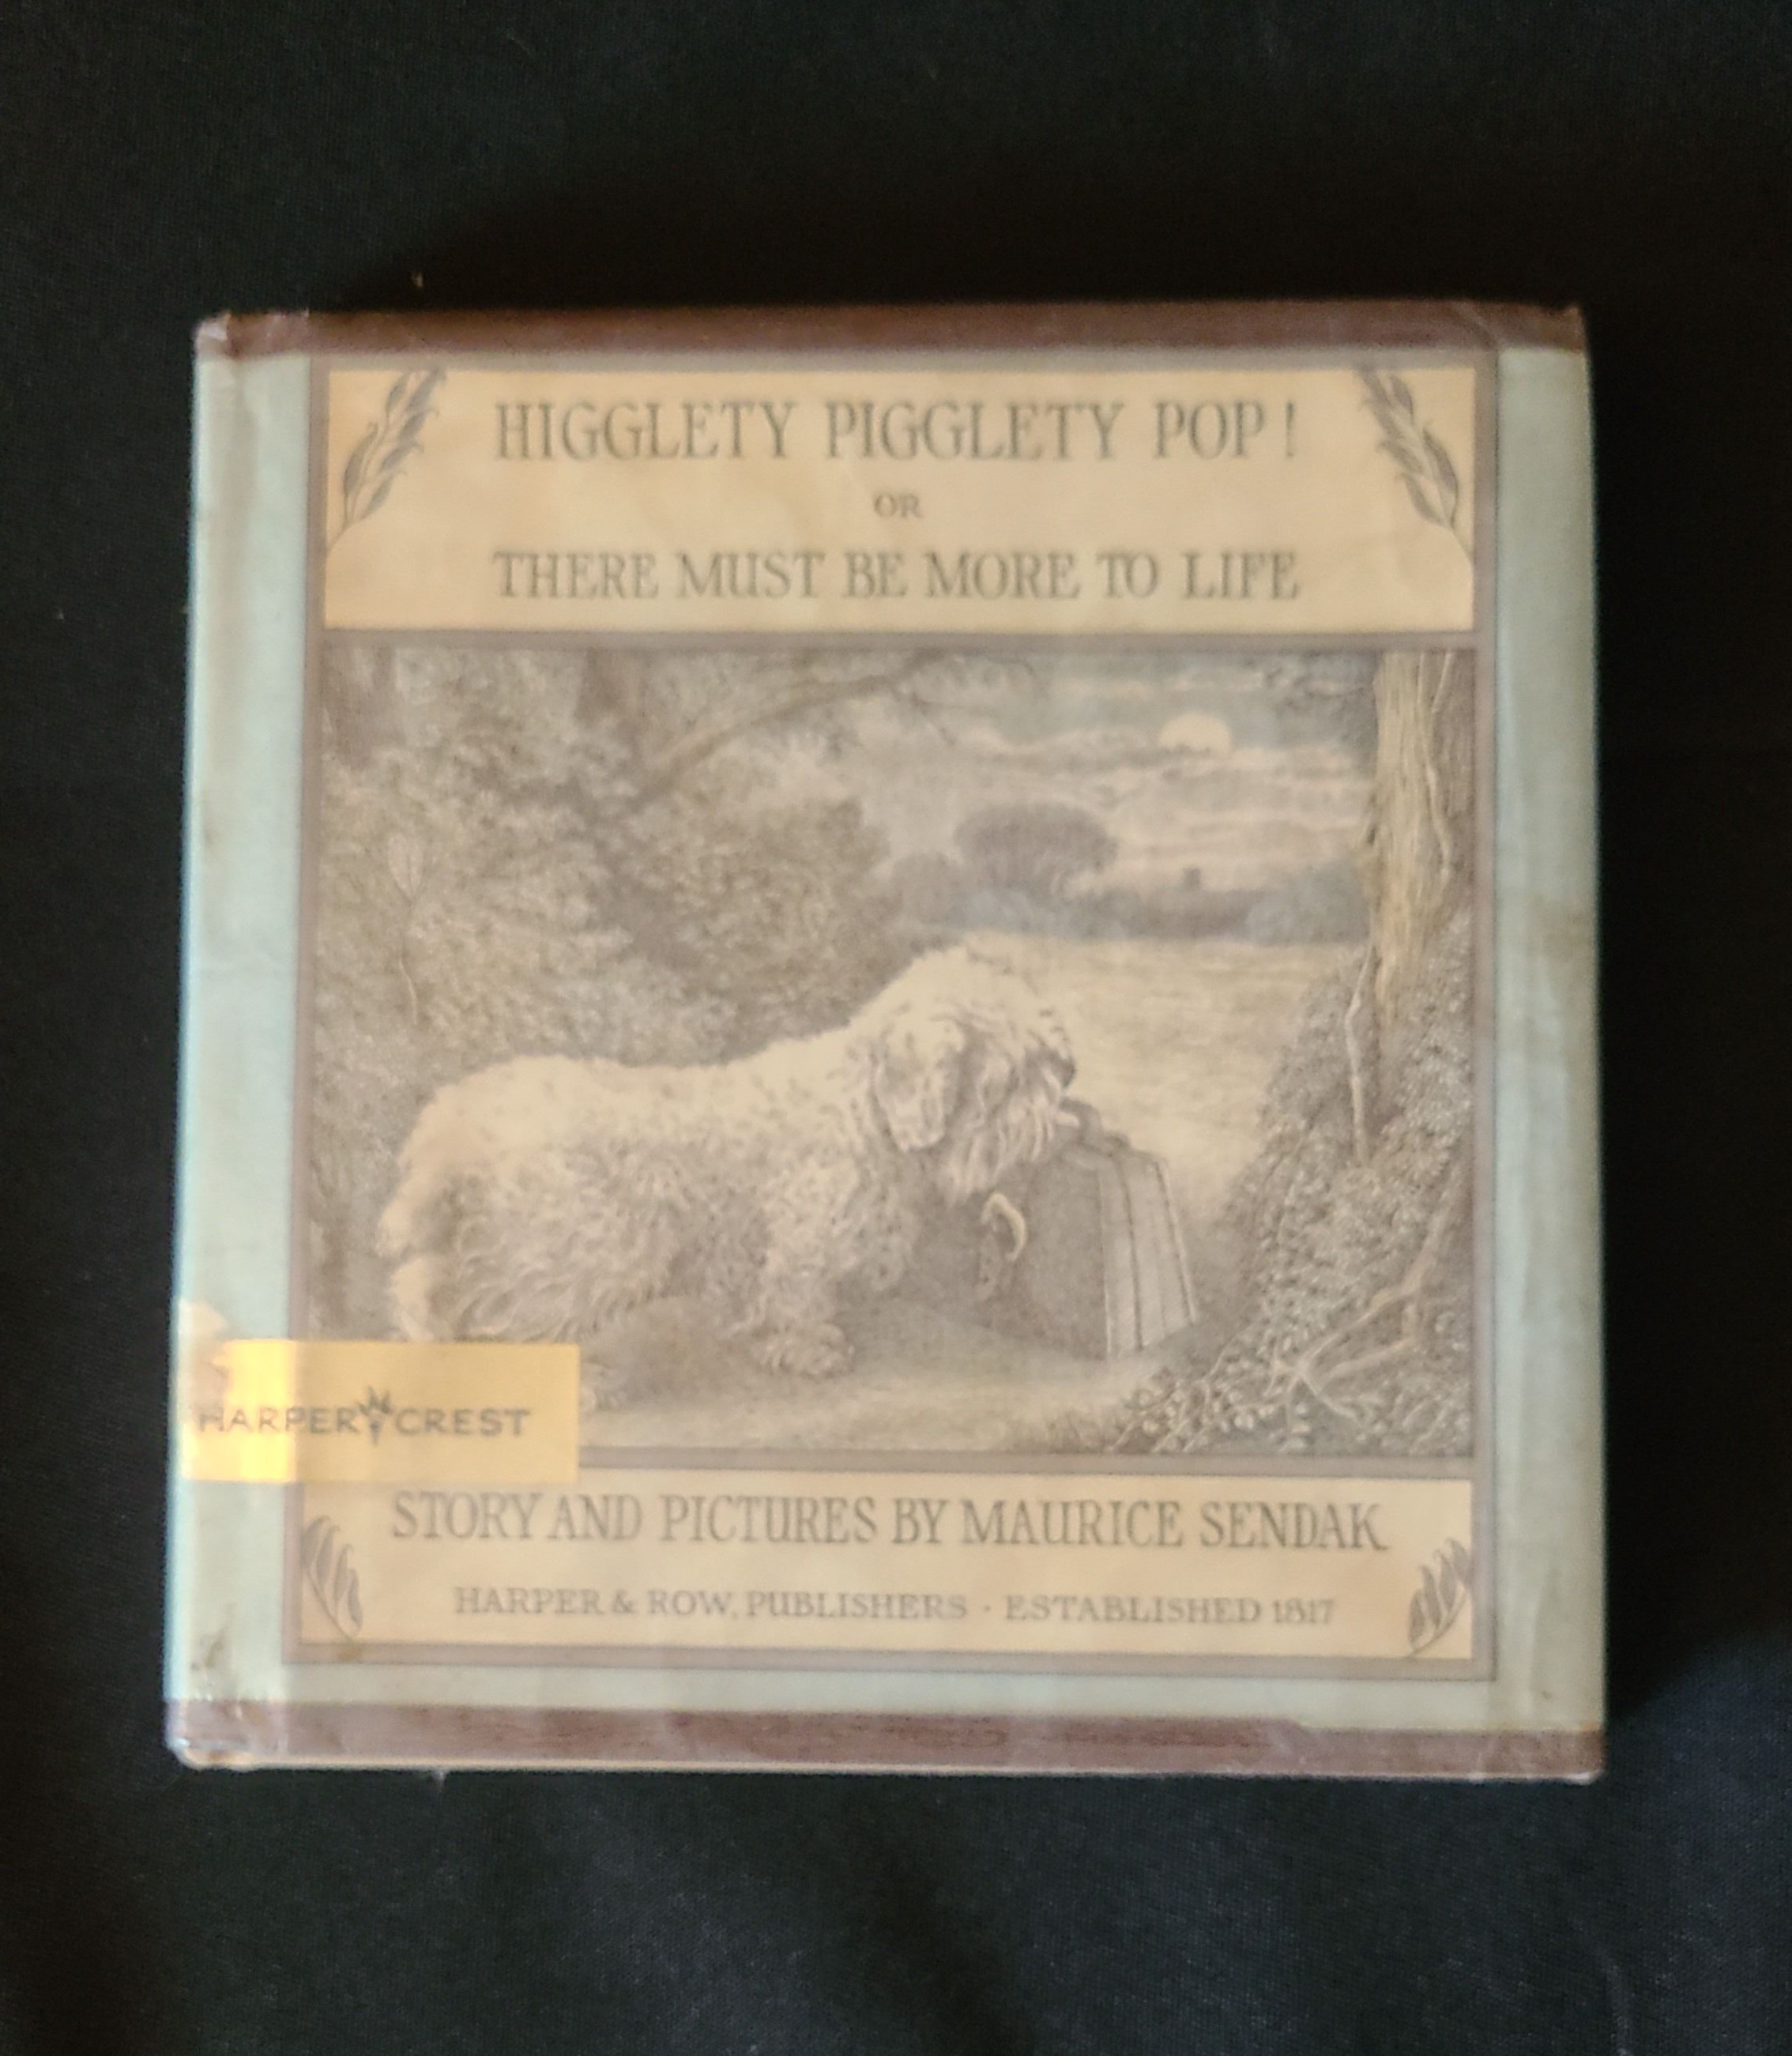 HIGGLETY PIGGLETY POP!
OR
THERE MUST BE MORE TO LIFE
HARPER CREST
STORY AND PICTURES BY MAURICE SENDAK
HARPER & ROW, PUBLISHERS · ESTABLISHED 1817